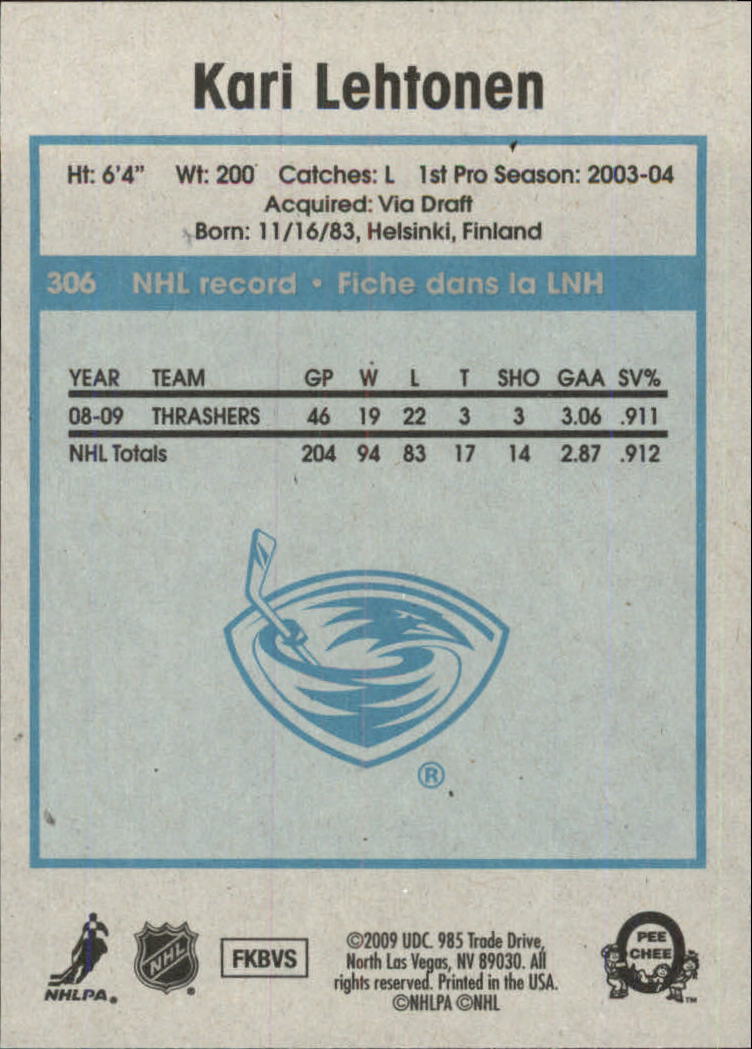 Kari Lehtonen
Ht: 6'4" Wt: 200 Catches: L 1st Pro Season: 2003-04
Acquired: Via Draft
Born: 11/16/83, Helsinki, Finland
306 NHL record • Fiche dans la LNH
YEAR TEAM GP W L T SHO GAA SV%
08-09 THRASHERS 46 19 22 3 3 3.06 .911
NHL Totals 204 94 83 17 14 2.87 .912
®
NHLPA®
NHL
FKBVS
©2009 UDC. 985 Trade Drive,
North Las Vegas, NV 89030. All
rights reserved. Printed in the USA.
©NHLPA ©NHL
O
PEE
CHEE
TM